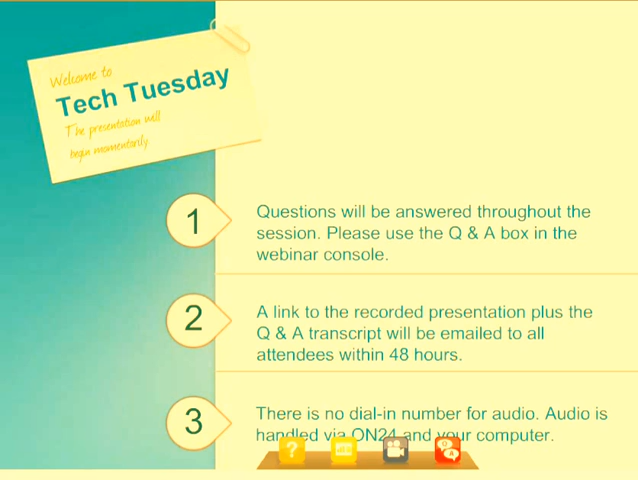 Welcome to
Tech Tuesday
The presentation will
begin momentarily.
1
Questions will be answered throughout the
session. Please use the Q & A box in the
webinar console.
2
A link to the recorded presentation plus the
Q & A transcript will be emailed to all
attendees within 48 hours.
3
There is no dial-in number for audio. Audio is
handled via ON24 and your computer.
?
Q
A